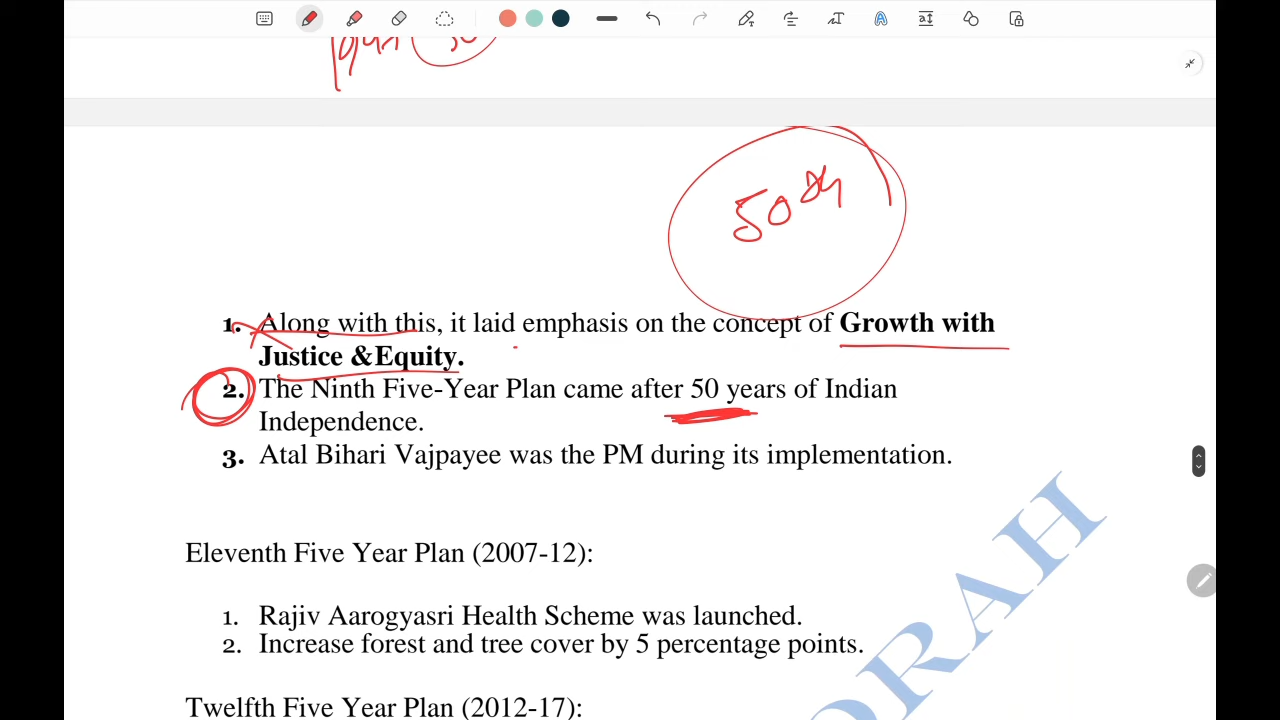 50th
1. Along with this, it laid emphasis on the concept of Growth with
Justice &Equity.
2. The Ninth Five-Year Plan came after 50 years of Indian
Independence.
3. Atal Bihari Vajpayee was the PM during its implementation.
Eleventh Five Year Plan (2007-12):
1. Rajiv Aarogyasri Health Scheme was launched.
2. Increase forest and tree cover by 5 percentage points.
Twelfth Five Year Plan (2012-17):
ORAH